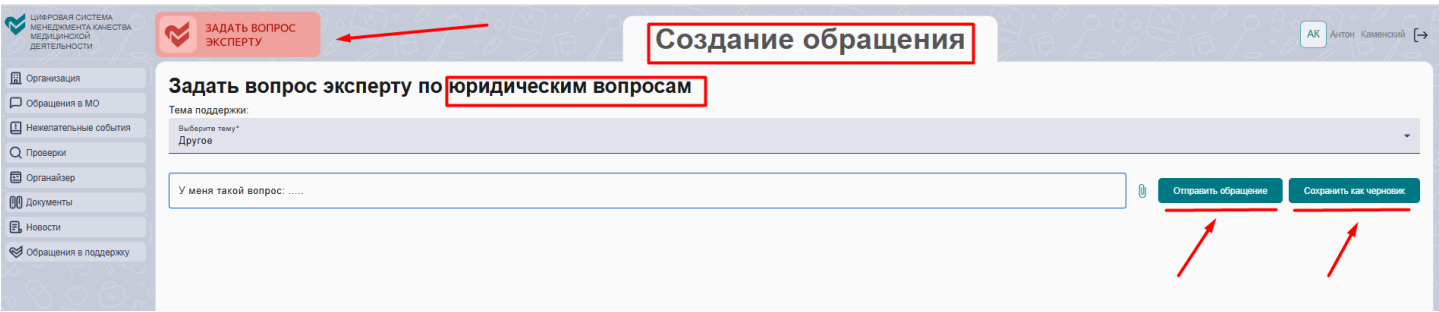 ЦИФРОВАЯ СИСТЕМА
МЕНЕДЖМЕНТА КАЧЕСТВА
МЕДИЦИНСКОЙ
ДЕЯТЕЛЬНОСТИ
ЗАДАТЬ ВОПРОС
ЭКСПЕРТУ
Создание обращения
АК Антон Каменский
Организация
Обращения в МО
Нежелательные события
Проверки
Органайзер
Документы
Новости
Обращения в поддержку
Задать вопрос эксперту по юридическим вопросам
Тема поддержки:
Выберите тему*
Другое
У меня такой вопрос: .....
Отправить обращение
Сохранить как черновик